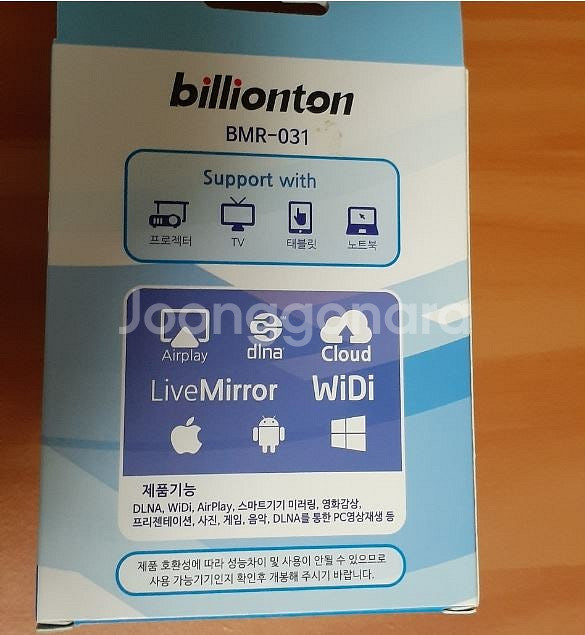 billionton
BMR-031
Support with
프로젝터 TV 태블릿 노트북
Joonggonara
Airplay dlna Cloud
LiveMirror WiDi
제품기능
DLNA, WiDi, AirPlay, 스마트기기 미러링, 영화감상,
프리젠테이션, 사진, 게임, 음악, DLNA를 통한 PC영상재생 등
제품 호환성에 따라 성능차이 및 사용이 안될 수 있으므로
사용 가능기기인지 확인후 개봉해 주시기 바랍니다.